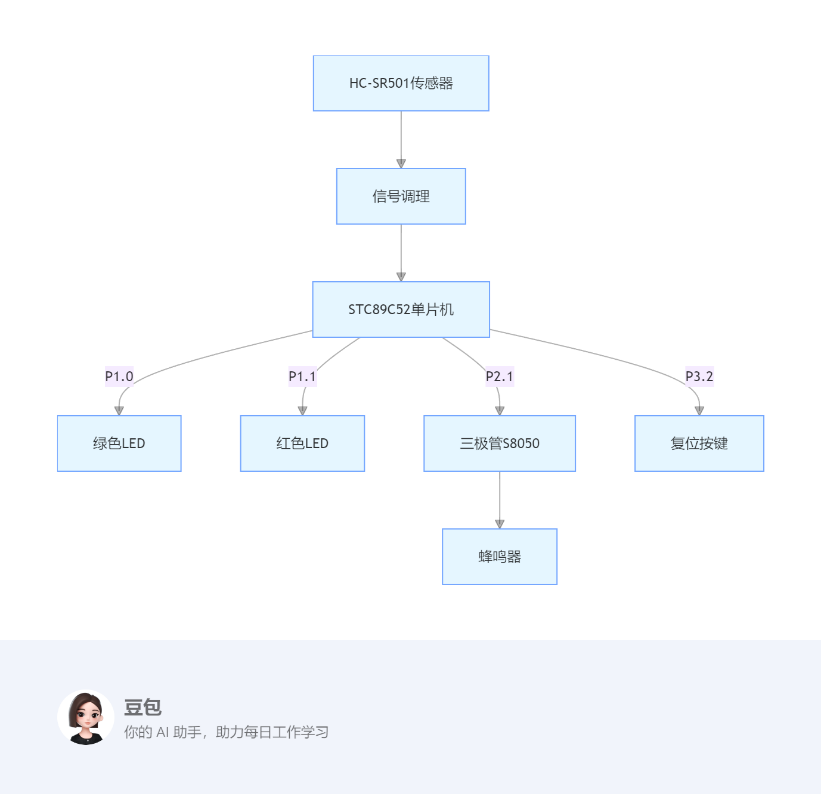 HC-SR501传感器
信号调理
STC89C52单片机
P1.0
P1.1
P2.1
P3.2
绿色LED
红色LED
三极管S8050
复位按键
蜂鸣器
豆包
你的 AI 助手，助力每日工作学习